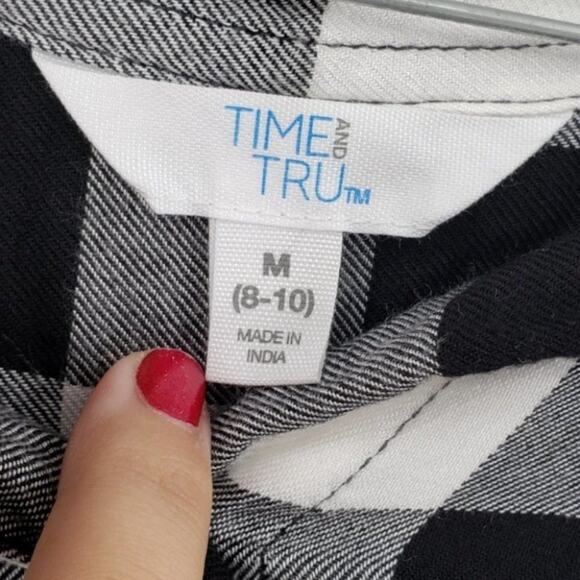 TIME AND
TRU™
M
(8-10)
MADE IN
INDIA